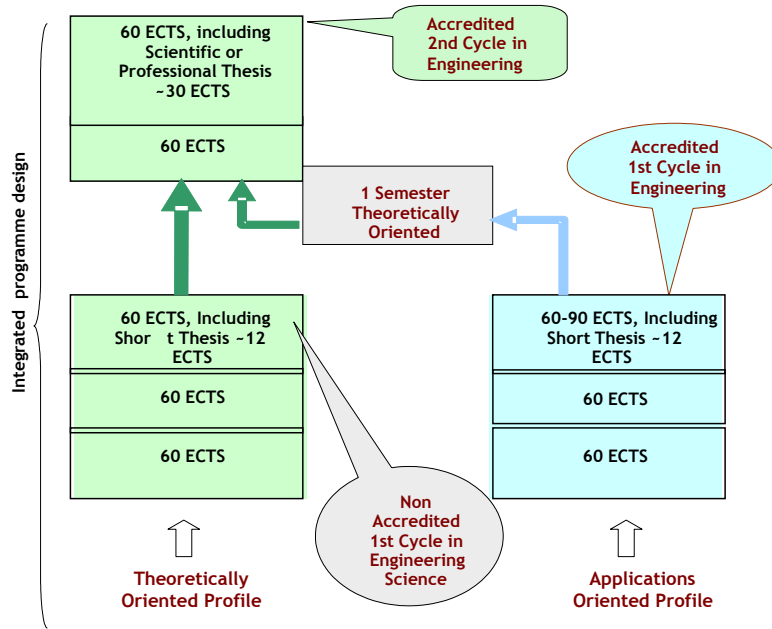 60 ECTS, including
Scientific or
Professional Thesis
~30 ECTS
60 ECTS
Accredited
2nd Cycle in
Engineering
1 Semester
Theoretically
Oriented
Accredited
1st Cycle in
Engineering
Integrated programme design
60 ECTS, Including
Shor t Thesis ~12
ECTS
60 ECTS
60 ECTS
60-90 ECTS, Including
Short Thesis ~12
ECTS
60 ECTS
60 ECTS
Non
Accredited
1st Cycle in
Engineering
Science
Theoretically
Oriented Profile
Applications
Oriented Profile